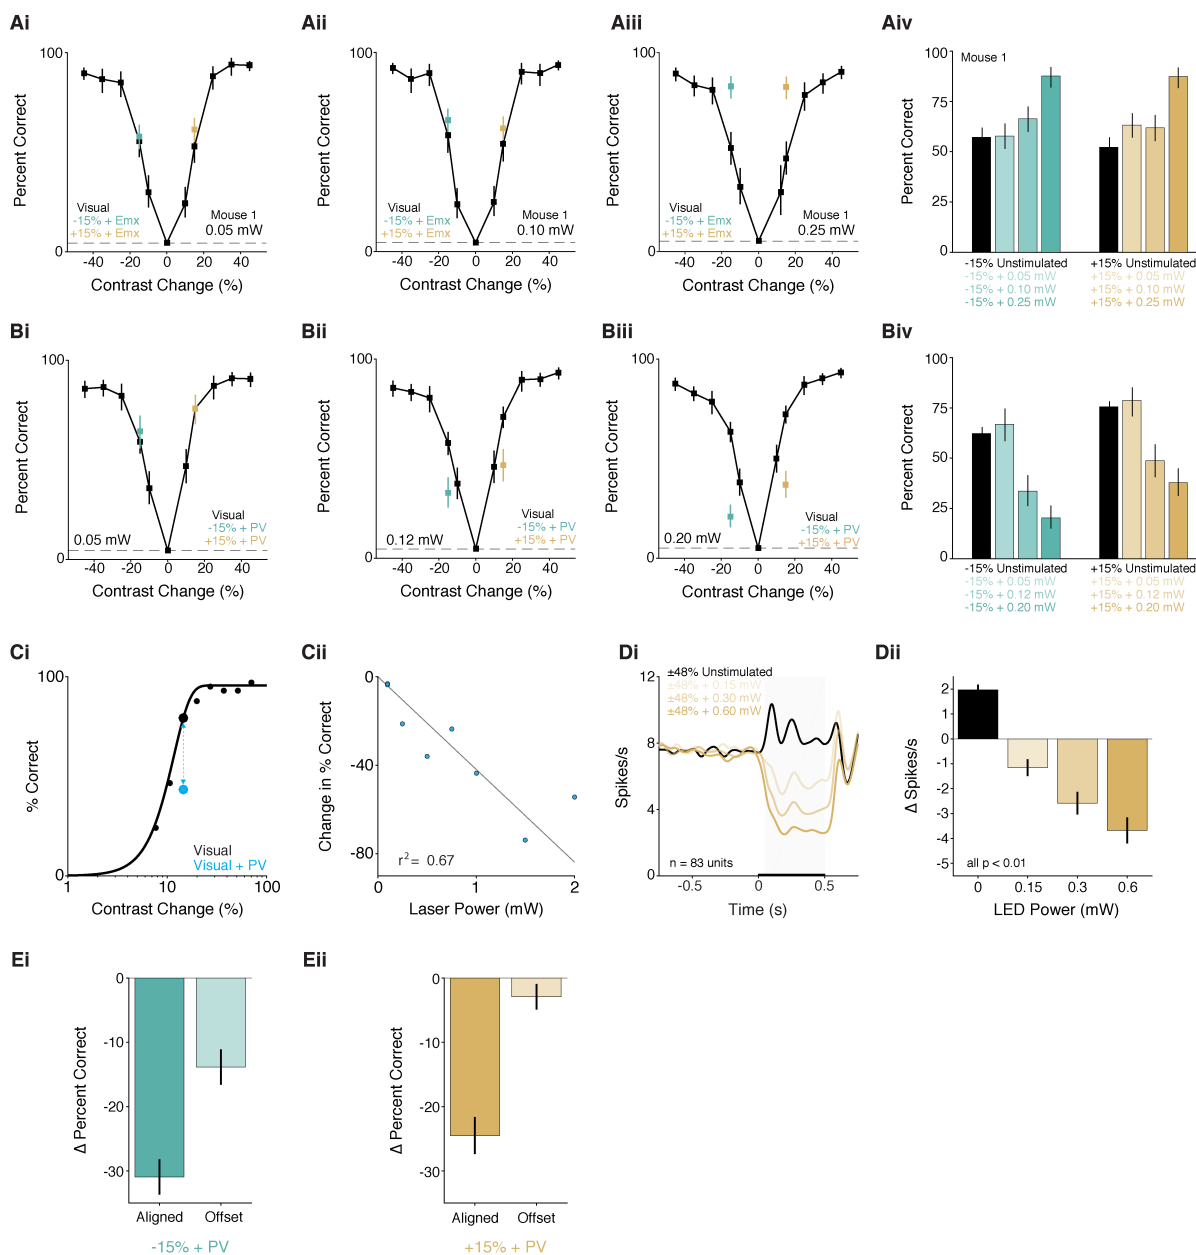 Ai
Aii
Aiii
Aiv
100
Percent Correct
0
Visual
-15% + Emx
+15% + Emx
Mouse 1
0.05 mW
-40 -20 0 20 40
Contrast Change (%)
100
Percent Correct
0
Visual
-15% + Emx
+15% + Emx
Mouse 1
0.10 mW
-40 -20 0 20 40
Contrast Change (%)
100
Percent Correct
0
Visual
-15% + Emx
+15% + Emx
Mouse 1
0.25 mW
-40 -20 0 20 40
Contrast Change (%)
100
75
50
25
0
Percent Correct
Mouse 1
-15% Unstimulated
-15% + 0.05 mW
-15% + 0.10 mW
-15% + 0.25 mW
+15% Unstimulated
+15% + 0.05 mW
+15% + 0.10 mW
+15% + 0.25 mW
Bi
Bii
Biii
Biv
100
Percent Correct
0
0.05 mW
Visual
-15% + PV
+15% + PV
-40 -20 0 20 40
Contrast Change (%)
100
Percent Correct
0
0.12 mW
Visual
-15% + PV
+15% + PV
-40 -20 0 20 40
Contrast Change (%)
100
Percent Correct
0
0.20 mW
Visual
-15% + PV
+15% + PV
-40 -20 0 20 40
Contrast Change (%)
100
75
50
25
0
Percent Correct
-15% Unstimulated
-15% + 0.05 mW
-15% + 0.12 mW
-15% + 0.20 mW
+15% Unstimulated
+15% + 0.05 mW
+15% + 0.12 mW
+15% + 0.20 mW
Ci
Cii
Di
Dii
100
% Correct
0
Visual
Visual + PV
1 10 100
Contrast Change (%)
0
-40
-80
Change in % Correct
r2= 0.67
0 1 2
Laser Power (mW)
12
8
4
0
Spikes/s
±48% Unstimulated
±48% + 0.15 mW
±48% + 0.30 mW
±48% + 0.60 mW
n = 83 units
-0.5 0 0.5
Time (s)
2
1
0
-1
-2
-3
-4
-5
Δ Spikes/s
all p < 0.01
0 0.15 0.3 0.6
LED Power (mW)
Ei
Eii
0
-10
-20
-30
Δ Percent Correct
Aligned Offset
-15% + PV
0
-10
-20
-30
Δ Percent Correct
Aligned Offset
+15% + PV